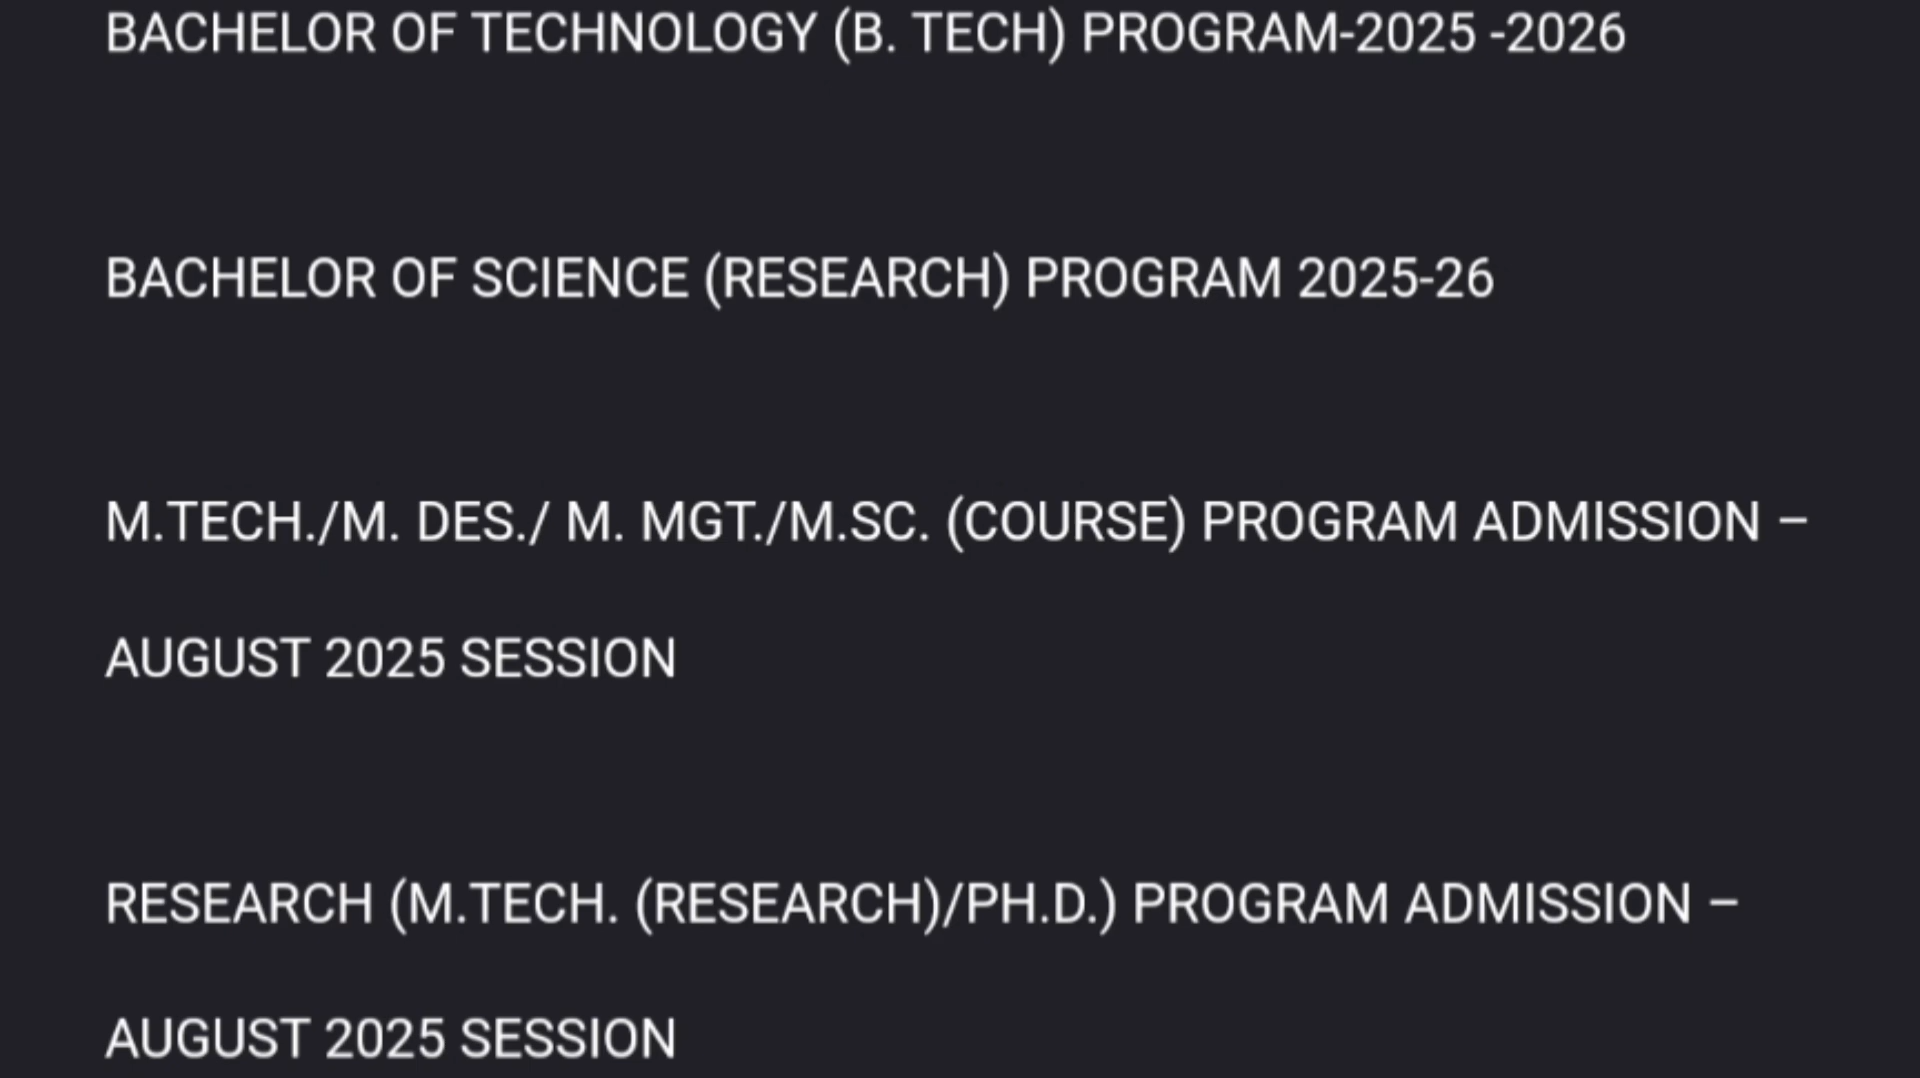 BACHELOR OF TECHNOLOGY (B. TECH) PROGRAM-2025 -2026
BACHELOR OF SCIENCE (RESEARCH) PROGRAM 2025-26
M.TECH./M. DES./ M. MGT./M.SC. (COURSE) PROGRAM ADMISSION –
AUGUST 2025 SESSION
RESEARCH (M.TECH. (RESEARCH)/PH.D.) PROGRAM ADMISSION –
AUGUST 2025 SESSION